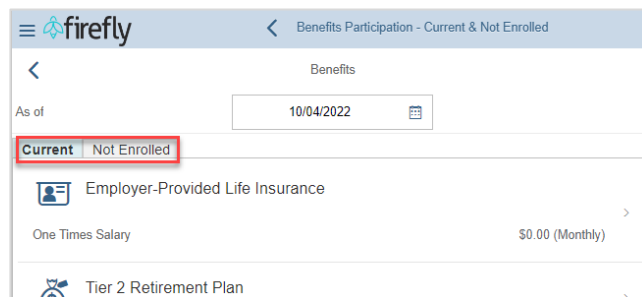 firefly
Benefits Participation - Current & Not Enrolled
Benefits
As of 10/04/2022
Current Not Enrolled
Employer-Provided Life Insurance
One Times Salary $0.00 (Monthly)
Tier 2 Retirement Plan